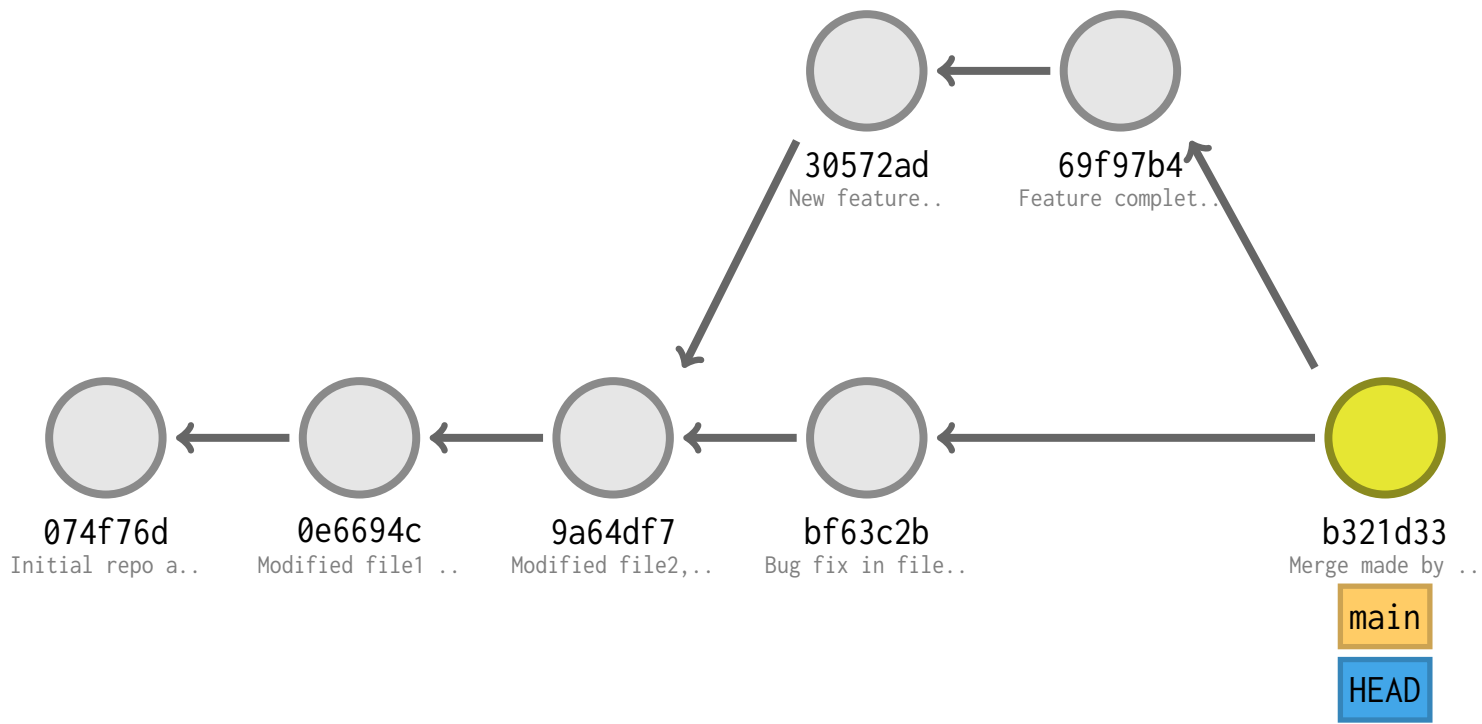 30572ad
New feature..
69f97b4
Feature complet..
074f76d
Initial repo a..
0e6694c
Modified file1 ..
9a64df7
Modified file2,..
bf63c2b
Bug fix in file..
b321d33
Merge made by ..
main
HEAD